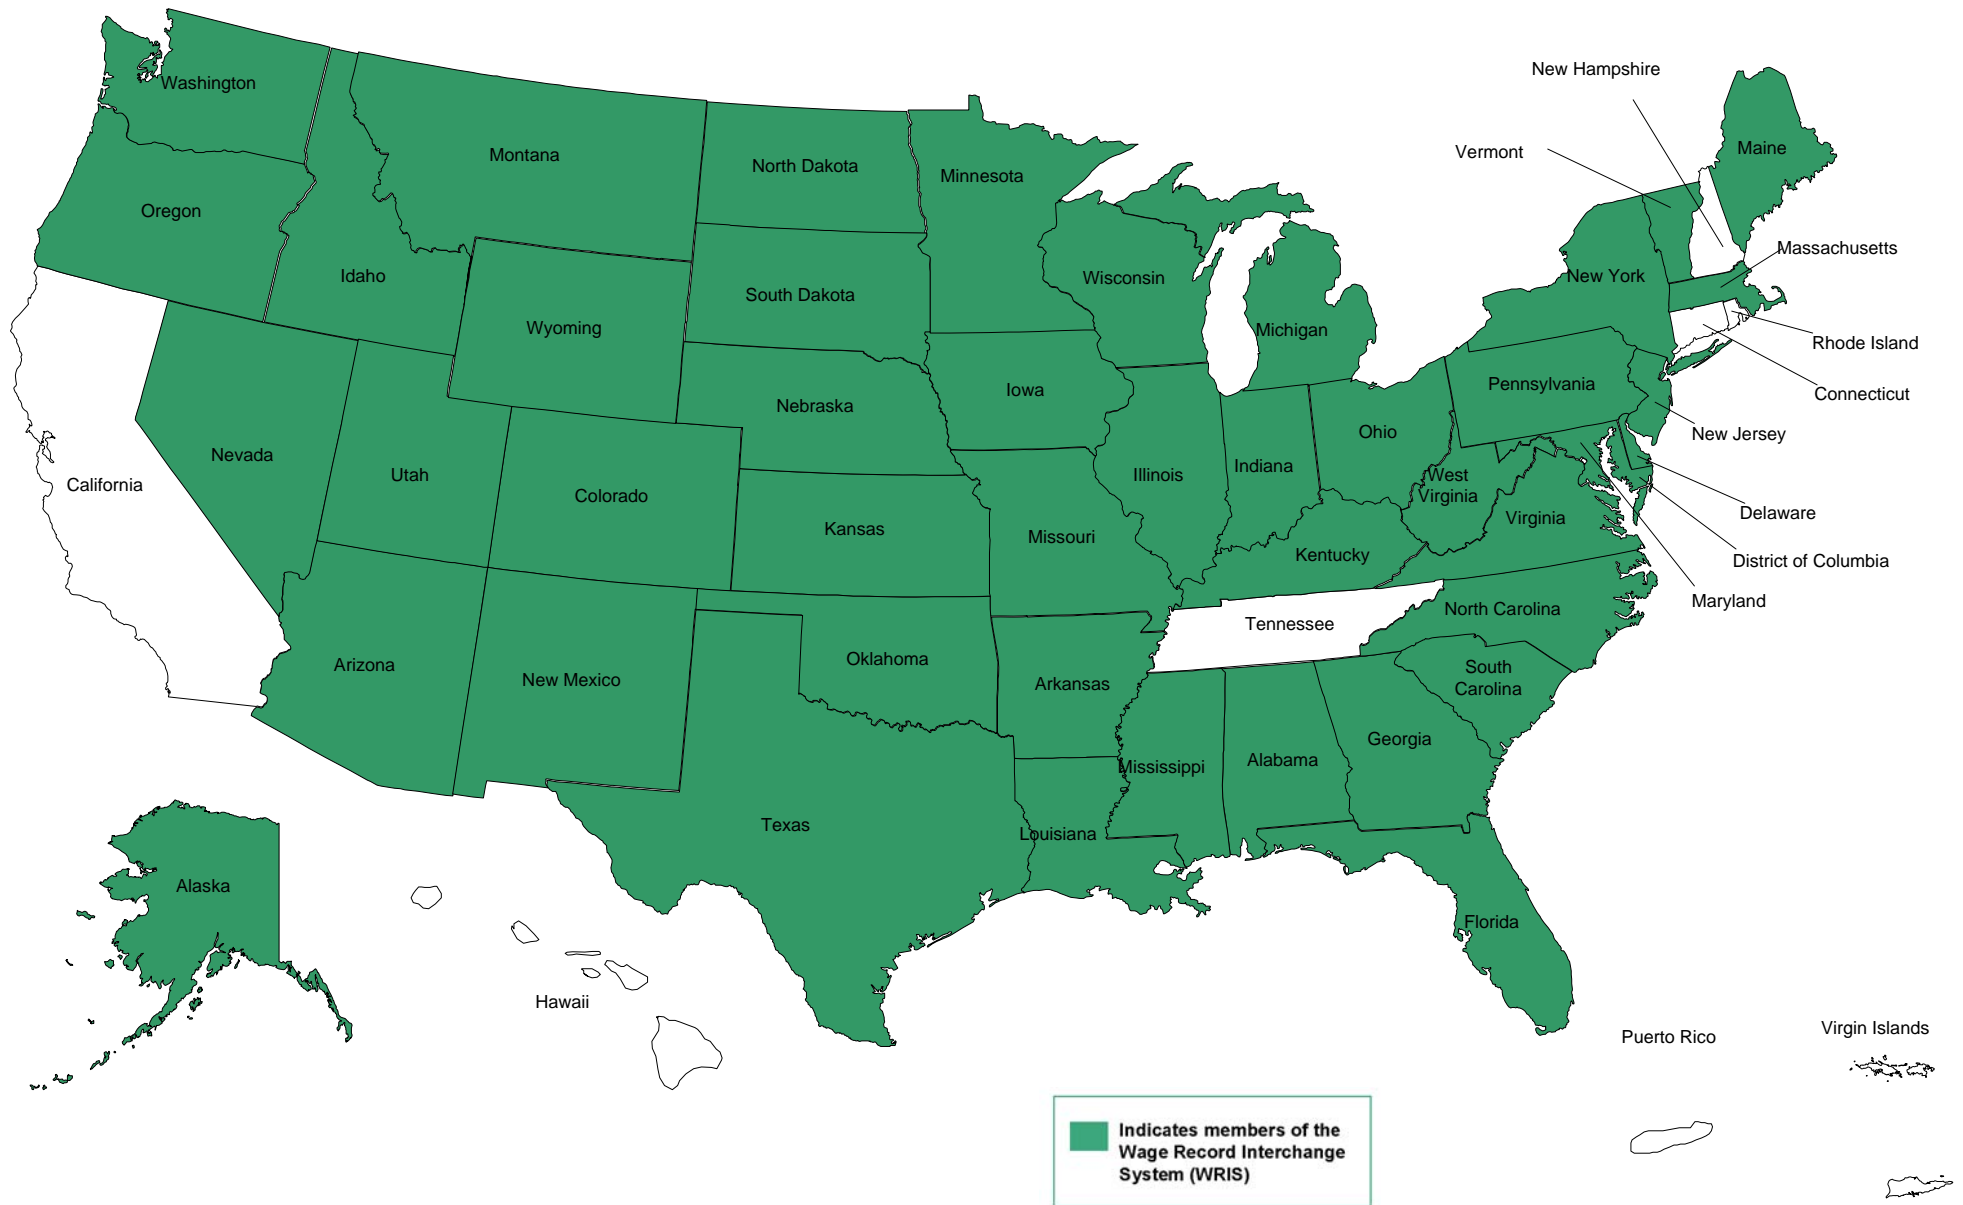 New Hampshire
Washington
Maine
Vermont
Montana
North Dakota
Minnesota
Oregon
Massachusetts
Idaho
Wisconsin
New York
South Dakota
Wyoming
Michigan
Rhode Island
Pennsylvania
Iowa
Connecticut
Nebraska
Ohio
New Jersey
Nevada
Indiana
California
Utah
Illinois
West
Virginia
Colorado
Delaware
Virginia
Kansas
Missouri
Kentucky
District of Columbia
Maryland
North Carolina
Tennessee
Arizona
Oklahoma
South
Carolina
New Mexico
Arkansas
Georgia
Alabama
Mississippi
Texas
Louisiana
Alaska
Florida
Hawaii
Puerto Rico
Virgin Islands
Indicates members of the
Wage Record Interchange
System (WRIS)